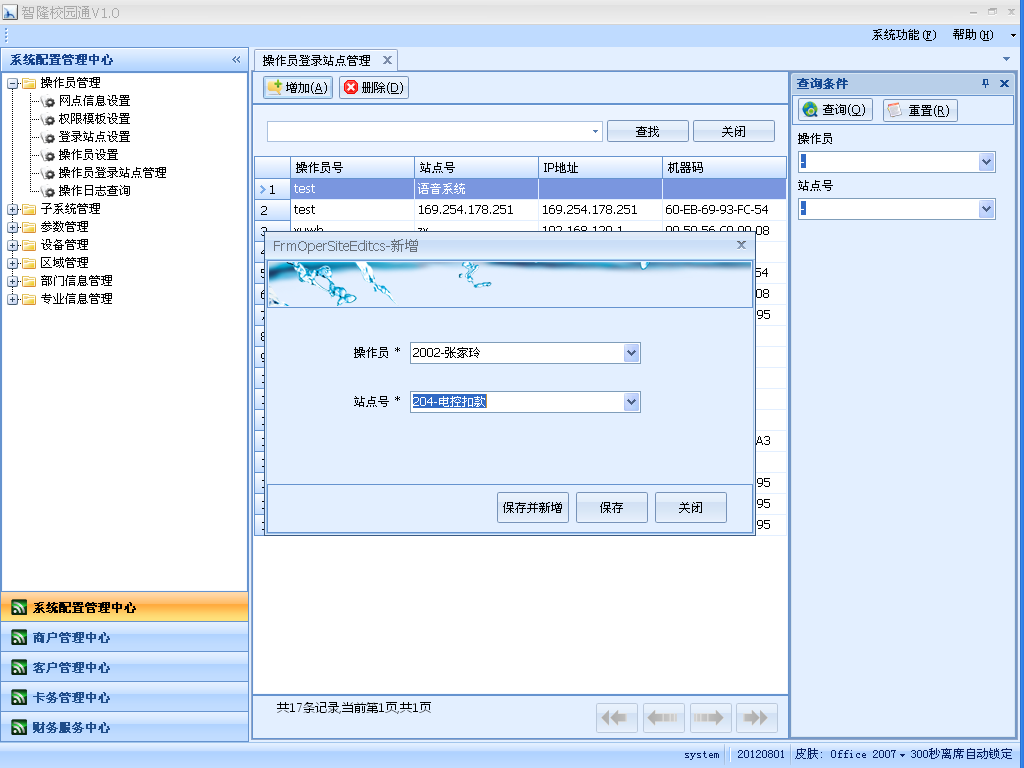 智隆校园通V1.0
系统功能(F) 帮助(H)
系统配置管理中心
操作员管理
网点信息设置
权限模板设置
登录站点设置
操作员设置
操作员登录站点管理
操作日志查询
子系统管理
参数管理
设备管理
区域管理
部门信息管理
专业信息管理
系统配置管理中心
商户管理中心
客户管理中心
卡务管理中心
财务服务中心
操作员登录站点管理
增加(A) 删除(D)
查找 关闭
操作员号 站点号 IP地址 机器码
1 test 语音系统
2 test 169.254.178.251 169.254.178.251 60-EB-69-93-FC-54
FrmOperSiteEditcs-新增
操作员 * 2002-张家玲
站点号 * 204-电控扣款
保存并新增 保存 关闭
54
08
95
A3
95
95
95
共17条记录,当前第1页,共1页
查询条件
查询(Q) 重置(R)
操作员
-
站点号
-
system 20120801 皮肤: Office 2007 300秒离席自动锁定